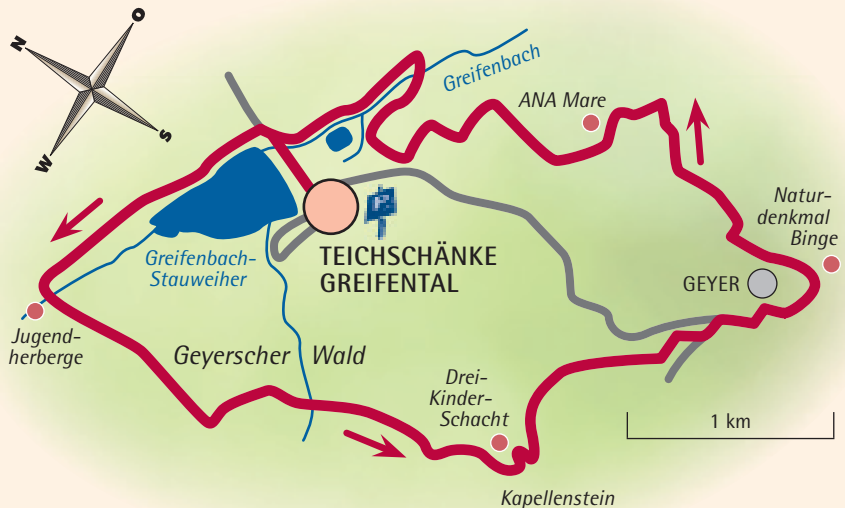 N
O
W
S
Greifenbach
ANA Mare
Natur-
denkmal
Binge
Greifenbach-
Stauweiher
TEICHSCHÄNKE
GREIFENTAL
GEYER
Jugend-
herberge
Geyerscher Wald
Drei-
Kinder-
Schacht
1 km
Kapellenstein